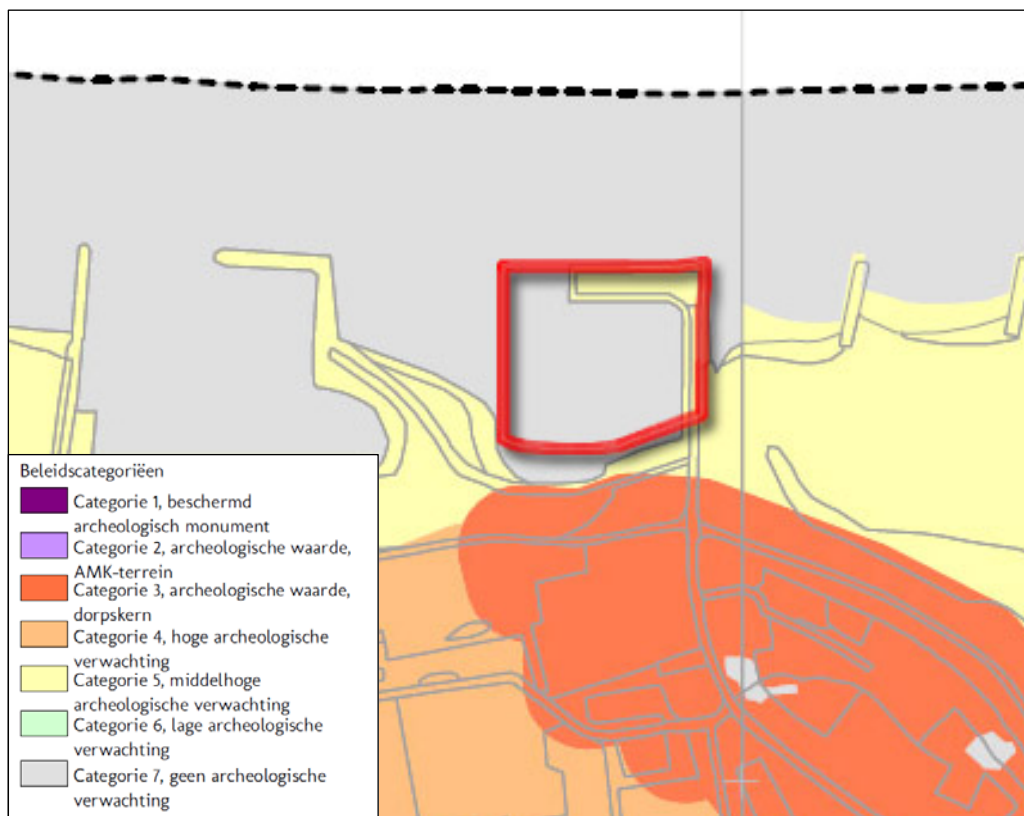 Beleidscategorieën
Categorie 1, beschermd
archeologisch monument
Categorie 2, archeologische waarde,
AMK-terrein
Categorie 3, archeologische waarde,
dorpskern
Categorie 4, hoge archeologische
verwachting
Categorie 5, middelhoge
archeologische verwachting
Categorie 6, lage archeologische
verwachting
Categorie 7, geen archeologische
verwachting